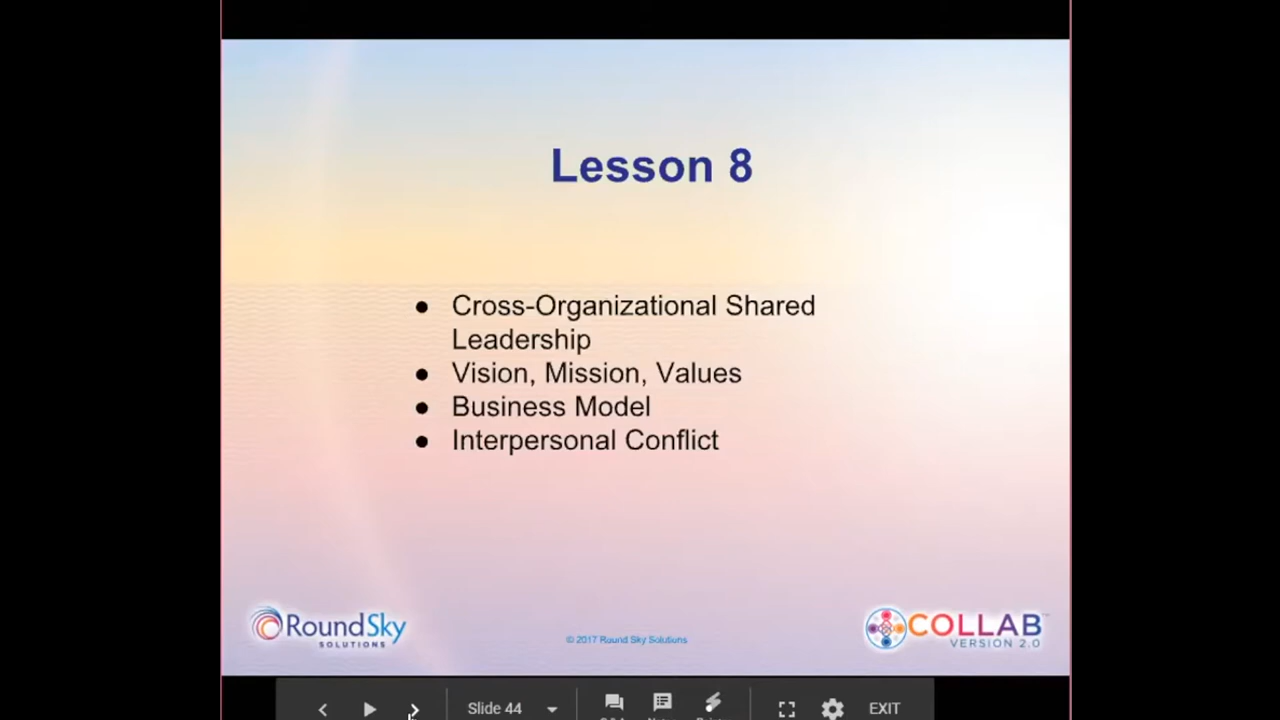 Lesson 8
● Cross-Organizational Shared
Leadership
● Vision, Mission, Values
● Business Model
● Interpersonal Conflict
RoundSky
SOLUTIONS
© 2017 Round Sky Solutions
COLLAB™
VERSION 2.0
Slide 44
EXIT